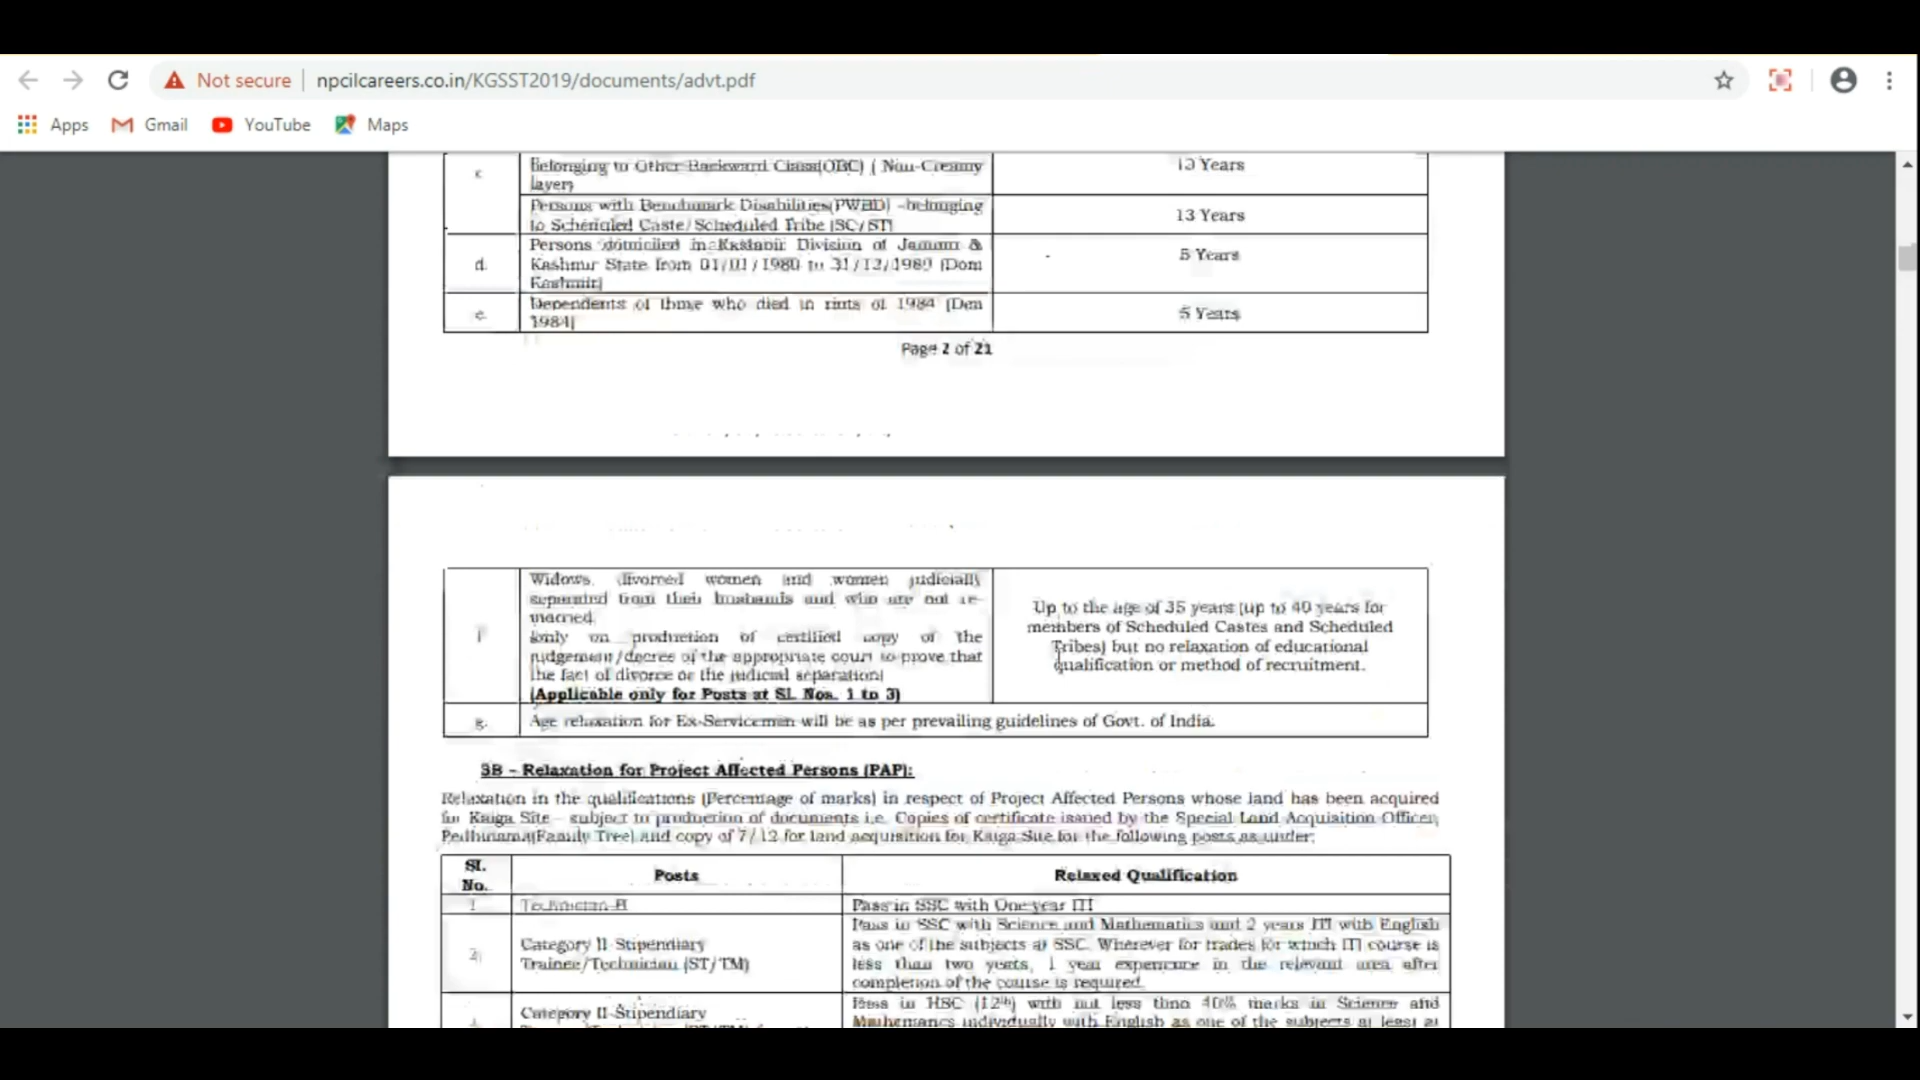 Not secure npcilcareers.co.in/KGSST2019/documents/advt.pdf
Apps Gmail YouTube Maps
c Belonging to Other Backward Class(OBC) ( Non-Creamy 13 Years
layer)
Persons with Benchmark Disabilities(PWBD) -belonging 13 Years
to Scheduled Caste/Scheduled Tribe (SC/ST)
d. Persons domiciled in Kashmir Division of Jammu & 5 Years
Kashmir State from 01/01/1980 to 31/12/1989 (Dom
Kashmir)
e. Dependents of those who died in riots of 1984 (Dep 5 Years
1984)
Page 2 of 21
f Widows, divorced women and women judicially
separated from their husbands and who are not re-
married.
(only on production of certified copy of the
judgement/decree of the appropriate court to prove that
the fact of divorce or the judicial separation)
(Applicable only for Posts at Sl. Nos. 1 to 3)
Up to the age of 35 years (up to 40 years for
members of Scheduled Castes and Scheduled
Tribes) but no relaxation of educational
qualification or method of recruitment.
g. Age relaxation for Ex-Servicemen will be as per prevailing guidelines of Govt. of India.
3B – Relaxation for Project Affected Persons (PAP):
Relaxation in the qualifications (Percentage of marks) in respect of Project Affected Persons whose land has been acquired
for Kaiga Site – subject to production of documents i.e. Copies of certificate issued by the Special Land Acquisition Officer,
Pedhinama(Family Tree) and copy of 7/12 for land acquisition for Kaiga Site for the following posts as under:
Sl. No. Posts Relaxed Qualification
1 Technician-B Pass in SSC with One year ITI
2 Category II-Stipendiary
Trainee/Technician (ST/TM)
Pass in SSC with Science and Mathematics and 2 years ITI with English
as one of the subjects at SSC. Wherever for trades for which ITI course is
less than two years, 1 year experience in the relevant area after
completion of the course is required.
Category II-Stipendiary
Pass in HSC (12th) with not less than 40% marks in Science and
Mathematics individually with English as one of the subjects at least at